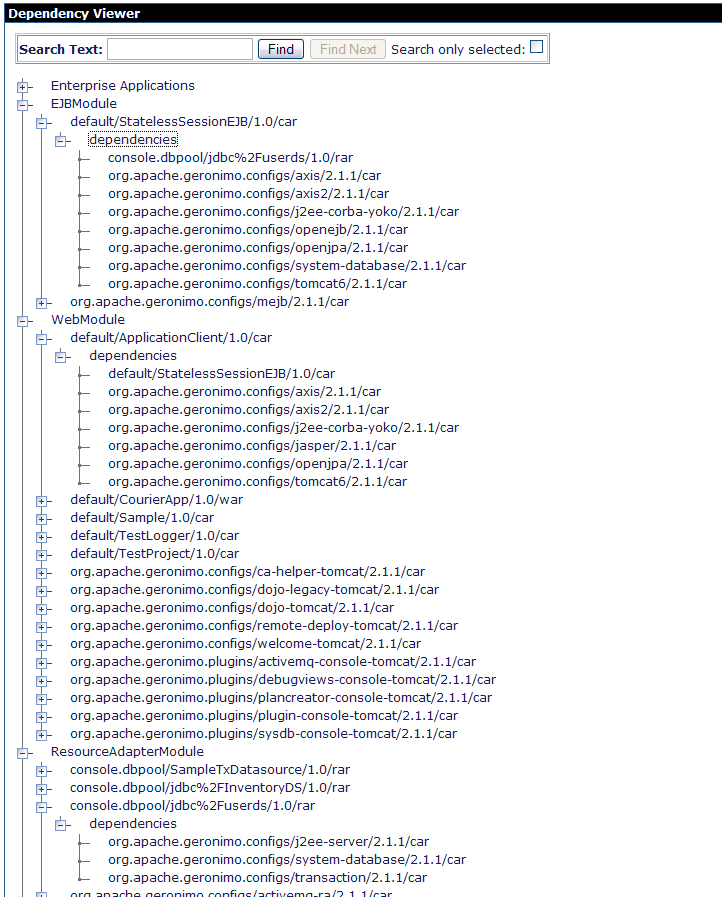 Dependency Viewer
Search Text: Find Find Next Search only selected:
Enterprise Applications
EJBModule
default/StatelessSessionEJB/1.0/car
dependencies
console.dbpool/jdbc%2Fuserds/1.0/rar
org.apache.geronimo.configs/axis/2.1.1/car
org.apache.geronimo.configs/axis2/2.1.1/car
org.apache.geronimo.configs/j2ee-corba-yoko/2.1.1/car
org.apache.geronimo.configs/openejb/2.1.1/car
org.apache.geronimo.configs/openjpa/2.1.1/car
org.apache.geronimo.configs/system-database/2.1.1/car
org.apache.geronimo.configs/tomcat6/2.1.1/car
org.apache.geronimo.configs/mejb/2.1.1/car
WebModule
default/ApplicationClient/1.0/car
dependencies
default/StatelessSessionEJB/1.0/car
org.apache.geronimo.configs/axis/2.1.1/car
org.apache.geronimo.configs/axis2/2.1.1/car
org.apache.geronimo.configs/j2ee-corba-yoko/2.1.1/car
org.apache.geronimo.configs/jasper/2.1.1/car
org.apache.geronimo.configs/openjpa/2.1.1/car
org.apache.geronimo.configs/tomcat6/2.1.1/car
default/CourierApp/1.0/war
default/Sample/1.0/car
default/TestLogger/1.0/car
default/TestProject/1.0/car
org.apache.geronimo.configs/ca-helper-tomcat/2.1.1/car
org.apache.geronimo.configs/dojo-legacy-tomcat/2.1.1/car
org.apache.geronimo.configs/dojo-tomcat/2.1.1/car
org.apache.geronimo.configs/remote-deploy-tomcat/2.1.1/car
org.apache.geronimo.configs/welcome-tomcat/2.1.1/car
org.apache.geronimo.plugins/activemq-console-tomcat/2.1.1/car
org.apache.geronimo.plugins/debugviews-console-tomcat/2.1.1/car
org.apache.geronimo.plugins/plancreator-console-tomcat/2.1.1/car
org.apache.geronimo.plugins/plugin-console-tomcat/2.1.1/car
org.apache.geronimo.plugins/sysdb-console-tomcat/2.1.1/car
ResourceAdapterModule
console.dbpool/SampleTxDatasource/1.0/rar
console.dbpool/jdbc%2FInventoryDS/1.0/rar
console.dbpool/jdbc%2Fuserds/1.0/rar
dependencies
org.apache.geronimo.configs/j2ee-server/2.1.1/car
org.apache.geronimo.configs/system-database/2.1.1/car
org.apache.geronimo.configs/transaction/2.1.1/car
org.apache.geronimo.configs/activemq-ra/2.1.1/car